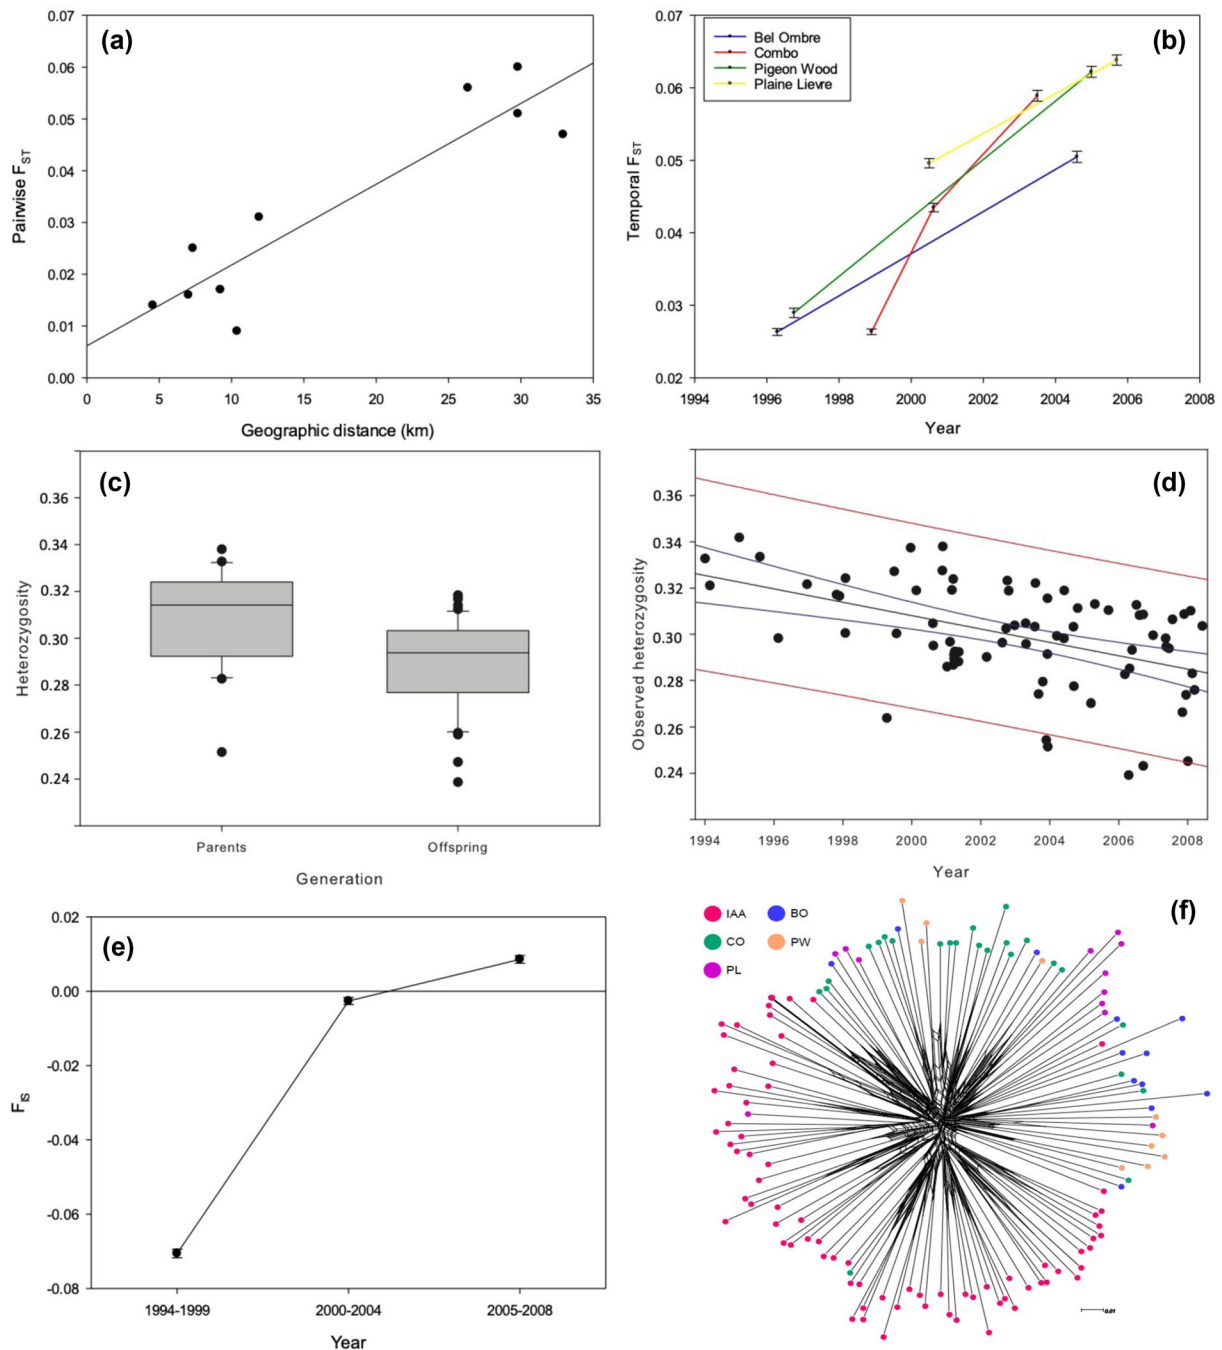 (a)
0.07
0.06
0.05
0.04
0.03
0.02
0.01
0.00
Pairwise FST
0 5 10 15 20 25 30 35
Geographic distance (km)
(b)
Bel Ombre
Combo
Pigeon Wood
Plaine Lievre
0.07
0.06
0.05
0.04
0.03
0.02
Temporal FST
1994 1996 1998 2000 2002 2004 2006 2008
Year
(c)
0.36
0.34
0.32
0.30
0.28
0.26
0.24
Heterozygosity
Parents Offspring
Generation
(d)
0.36
0.34
0.32
0.30
0.28
0.26
0.24
Observed heterozygosity
1994 1996 1998 2000 2002 2004 2006 2008
Year
(e)
0.02
0.00
-0.02
-0.04
-0.06
-0.08
FIS
1994-1999 2000-2004 2005-2008
Year
(f)
IAA BO
CO PW
PL
0.01